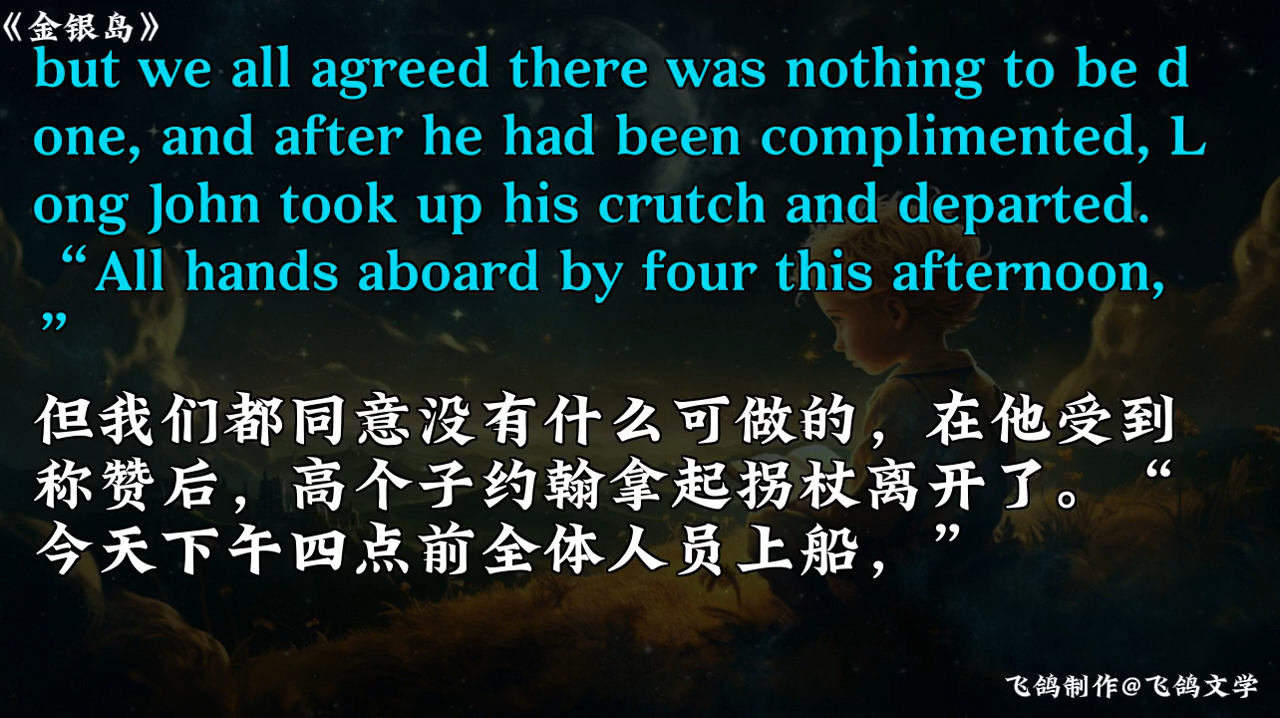 《金银岛》
but we all agreed there was nothing to be d
one, and after he had been complimented, L
ong John took up his crutch and departed.
“All hands aboard by four this afternoon,
”
但我们都同意没有什么可做的，在他受到
称赞后，高个子约翰拿起拐杖离开了。“
今天下午四点前全体人员上船，”
飞鸽制作@飞鸽文学